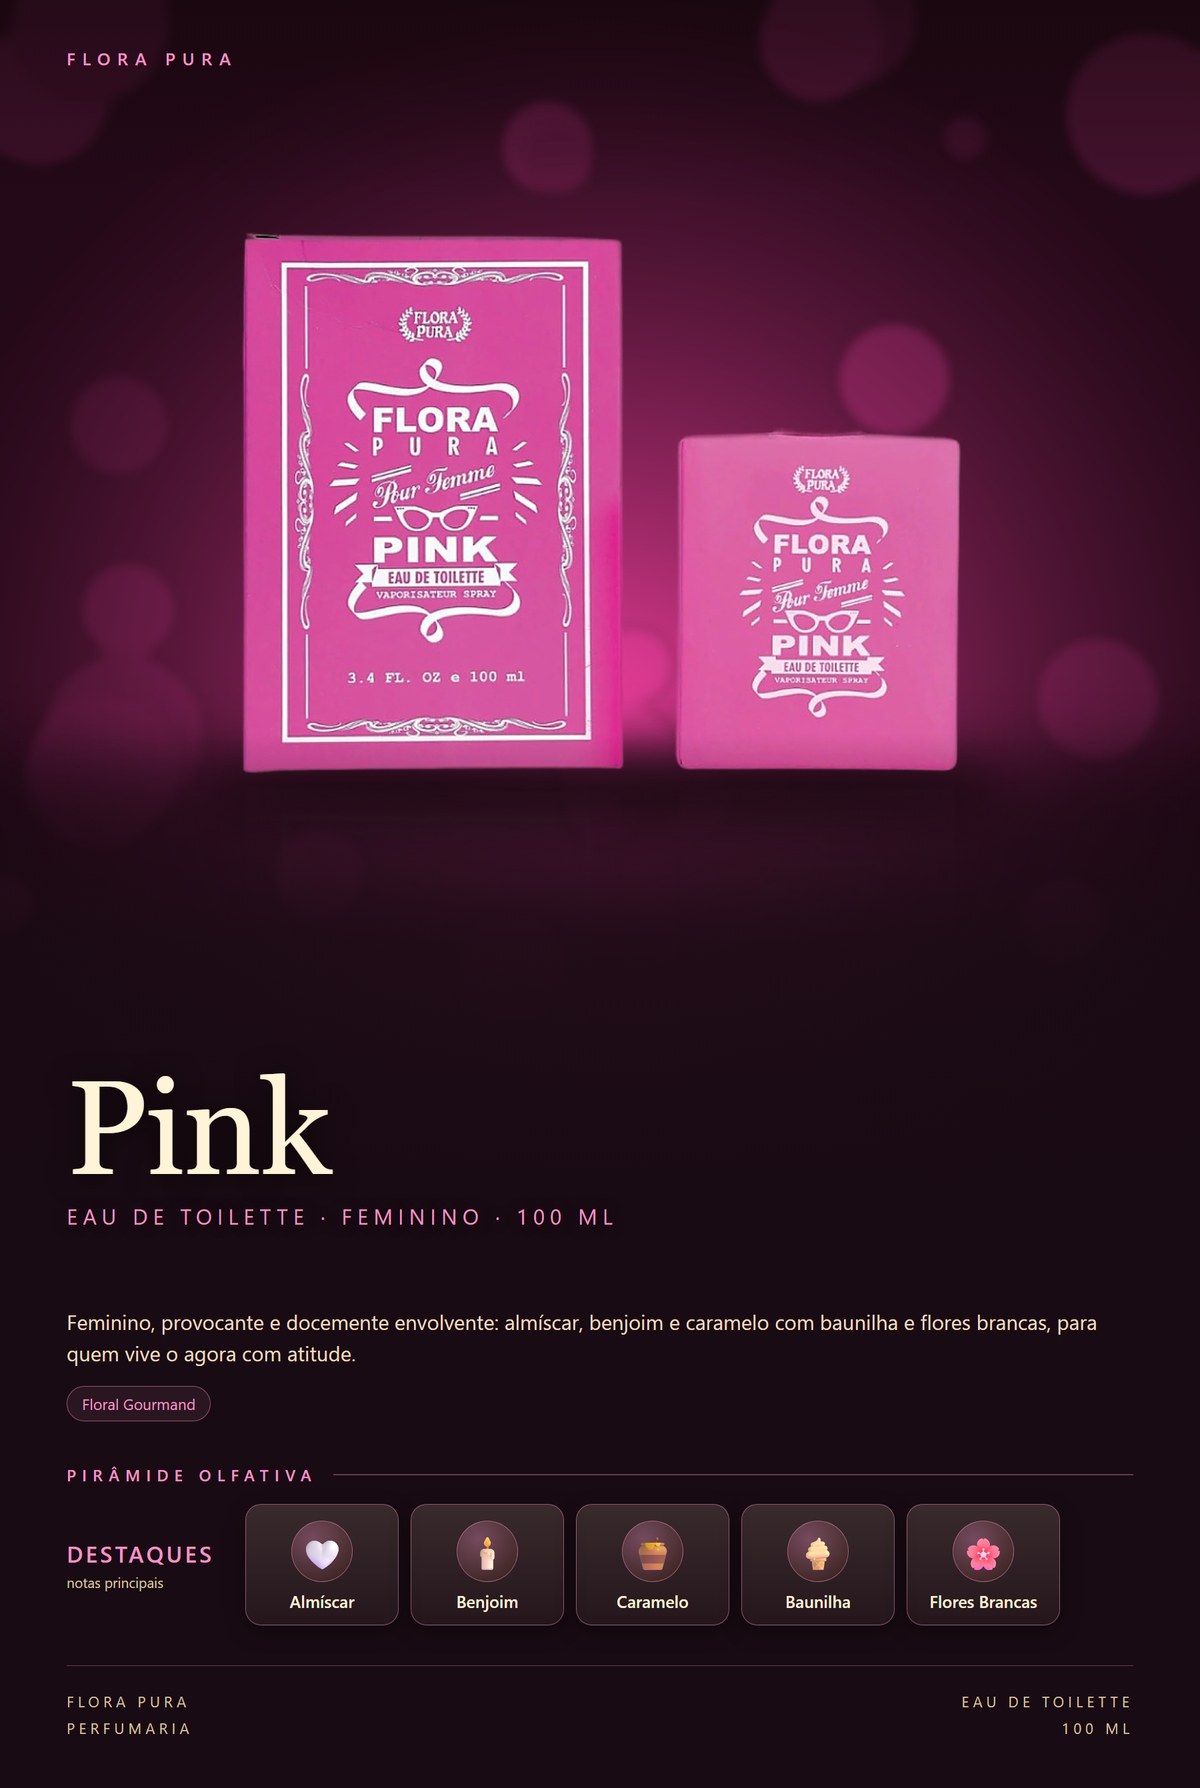 FLORA PURA
FLORA
PURA
FLORA
PURA
Pour Femme
PINK
EAU DE TOILETTE
VAPORISATEUR SPRAY
3.4 FL. OZ e 100 ml
FLORA
PURA
FLORA
PURA
Pour Femme
PINK
EAU DE TOILETTE
VAPORISATEUR SPRAY
Pink
EAU DE TOILETTE · FEMININO · 100 ML
Feminino, provocante e docemente envolvente: almíscar, benjoim e caramelo com baunilha e flores brancas, para
quem vive o agora com atitude.
Floral Gourmand
PIRÂMIDE OLFATIVA
DESTAQUES
notas principais
Almíscar
Benjoim
Caramelo
Baunilha
Flores Brancas
FLORA PURA
PERFUMARIA
EAU DE TOILETTE
100 ML